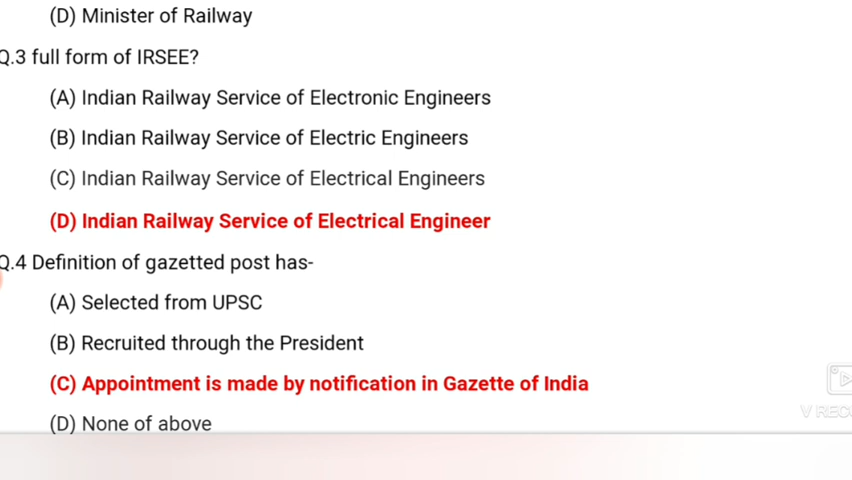 (D) Minister of Railway
Q.3 full form of IRSEE?
(A) Indian Railway Service of Electronic Engineers
(B) Indian Railway Service of Electric Engineers
(C) Indian Railway Service of Electrical Engineers
(D) Indian Railway Service of Electrical Engineer
Q.4 Definition of gazetted post has-
(A) Selected from UPSC
(B) Recruited through the President
(C) Appointment is made by notification in Gazette of India
(D) None of above
V RECO